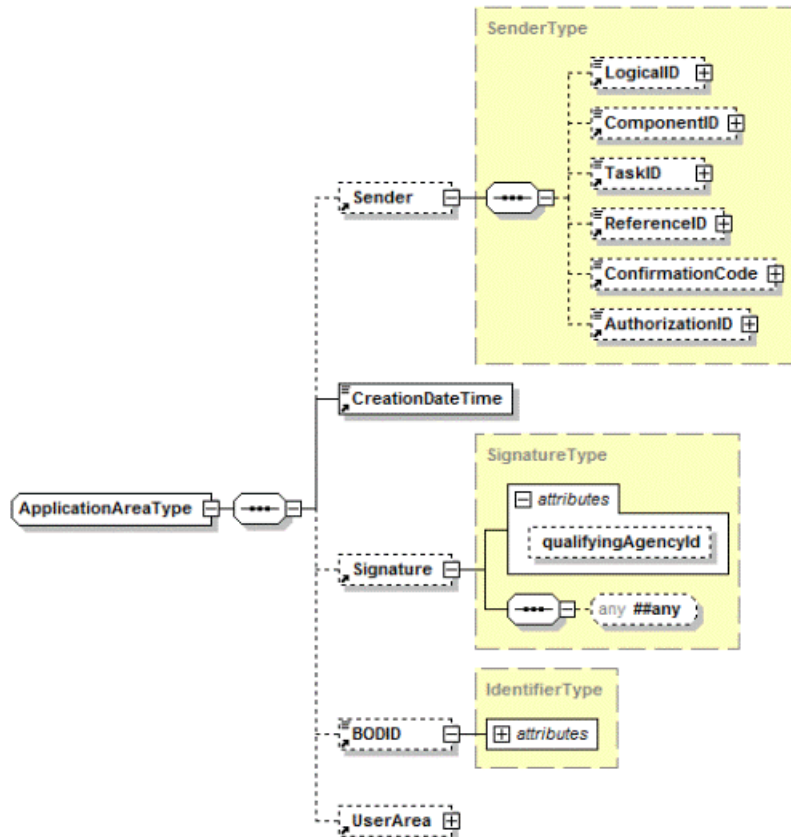 SenderType
LogicalID
ComponentID
TaskID
Sender
ReferenceID
ConfirmationCode
AuthorizationID
CreationDateTime
SignatureType
attributes
ApplicationAreaType
qualifyingAgencyId
Signature
any ##any
IdentifierType
BODID
attributes
UserArea